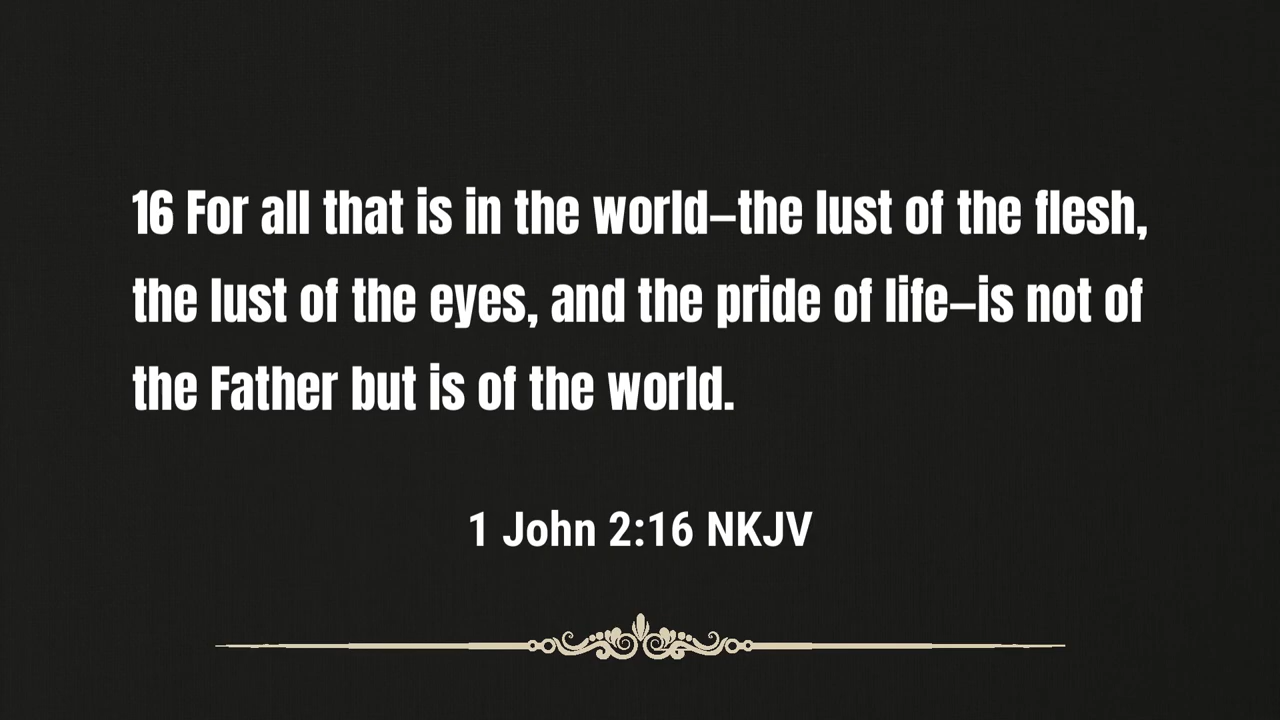 16 For all that is in the world—the lust of the flesh,
the lust of the eyes, and the pride of life—is not of
the Father but is of the world.
1 John 2:16 NKJV